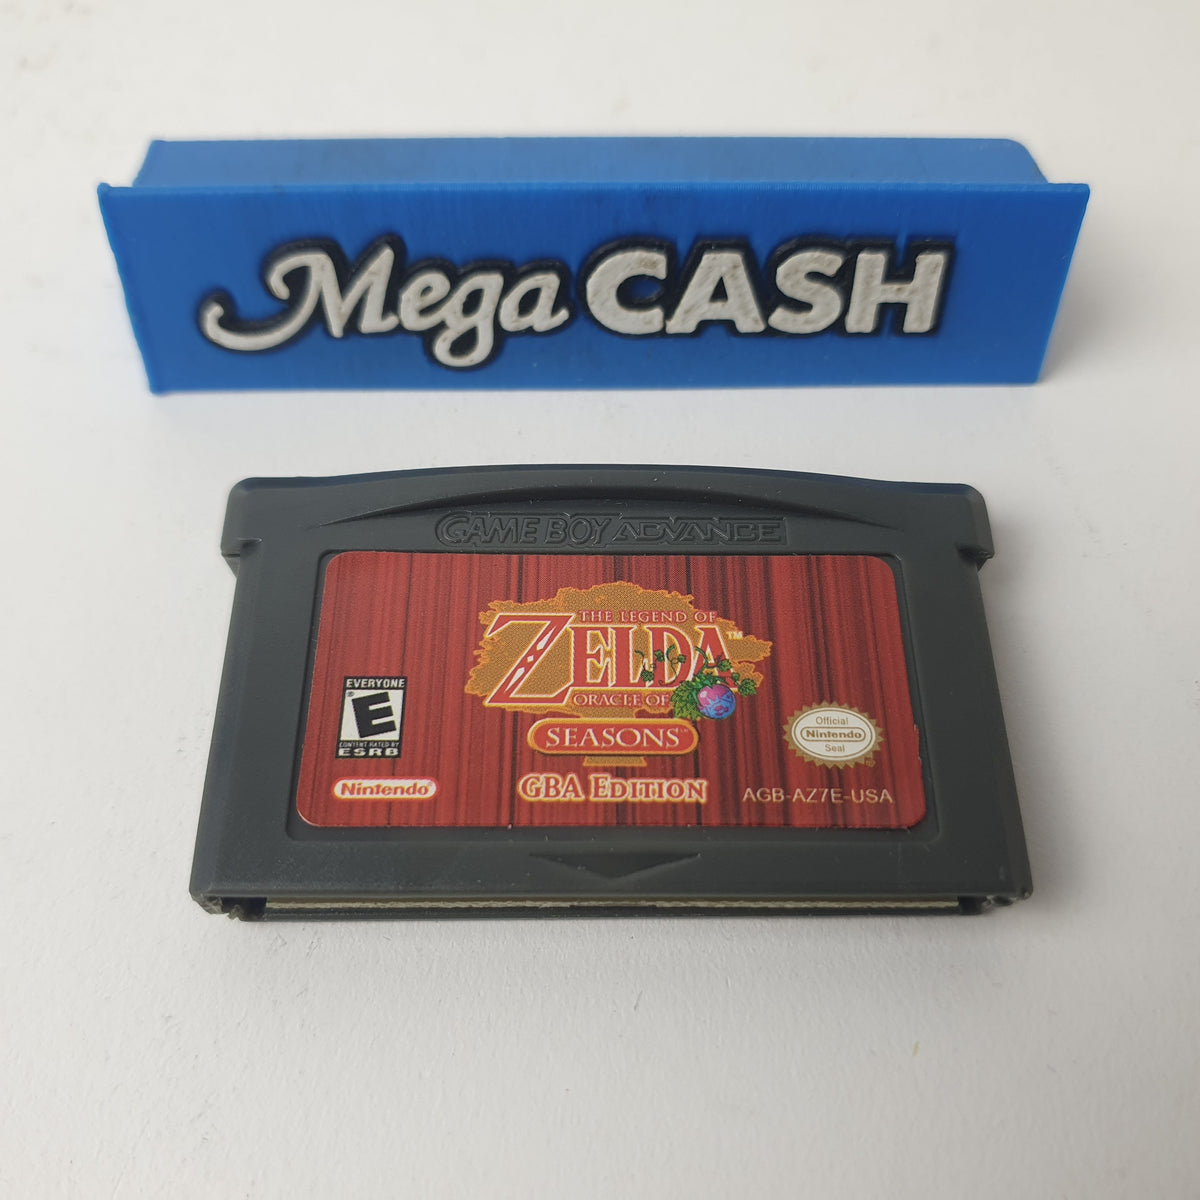 Mega CASH
GAME BOY ADVANCE
THE LEGEND OF
ZELDA™
ORACLE OF
SEASONS
GBA EDITION
EVERYONE
E
CONTENT RATED BY
ESRB
Nintendo®
Official
Nintendo
Seal
AGB-AZ7E-USA